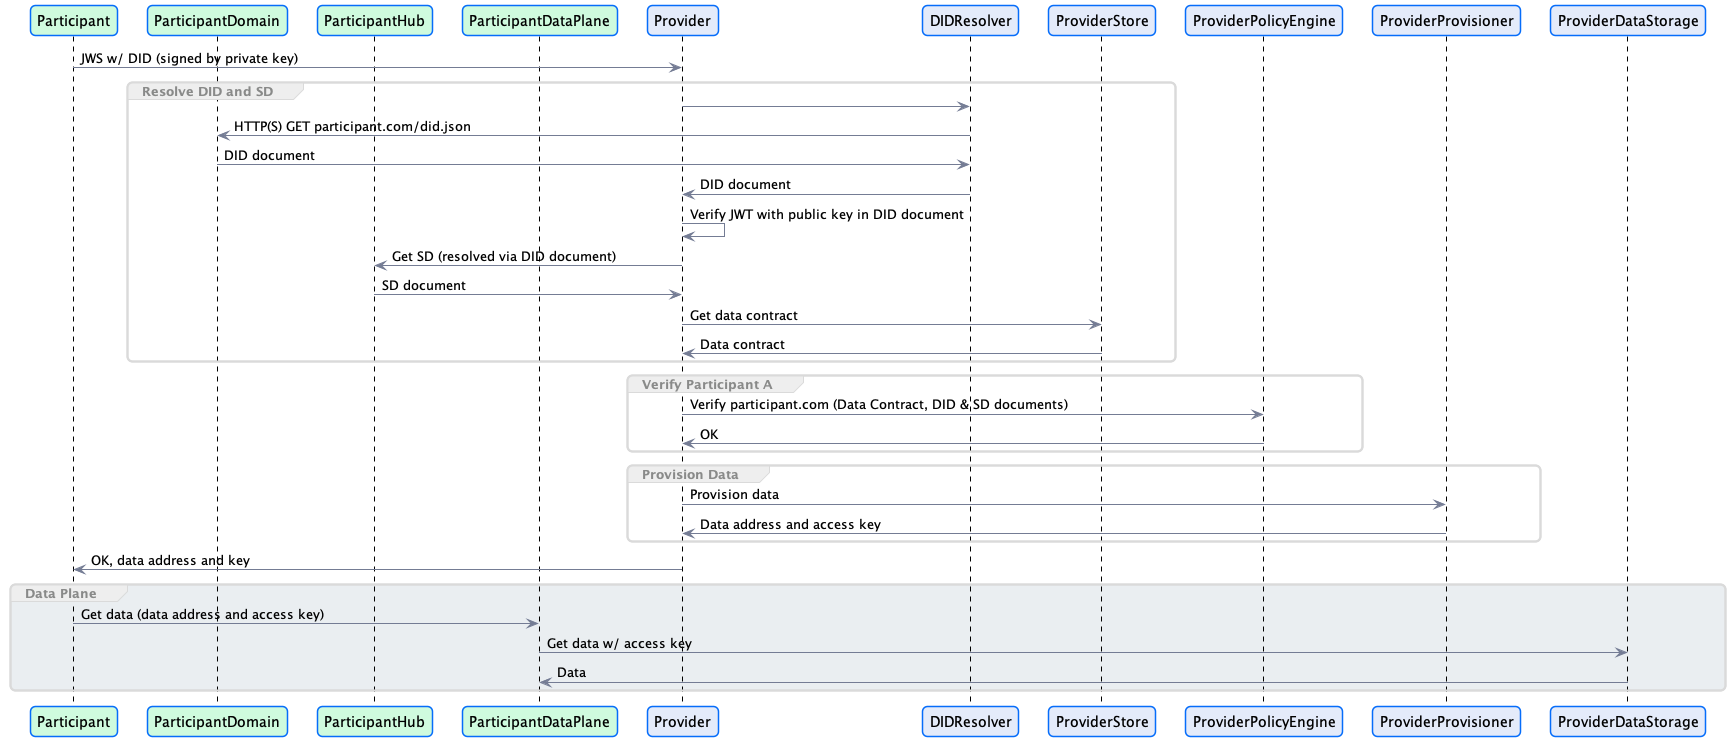 Participant
ParticipantDomain
ParticipantHub
ParticipantDataPlane
Provider
DIDResolver
ProviderStore
ProviderPolicyEngine
ProviderProvisioner
ProviderDataStorage
JWS w/ DID (signed by private key)
Resolve DID and SD
HTTP(S) GET participant.com/did.json
DID document
DID document
Verify JWT with public key in DID document
Get SD (resolved via DID document)
SD document
Get data contract
Data contract
Verify Participant A
Verify participant.com (Data Contract, DID & SD documents)
OK
Provision Data
Provision data
Data address and access key
OK, data address and key
Data Plane
Get data (data address and access key)
Get data w/ access key
Data
Participant
ParticipantDomain
ParticipantHub
ParticipantDataPlane
Provider
DIDResolver
ProviderStore
ProviderPolicyEngine
ProviderProvisioner
ProviderDataStorage